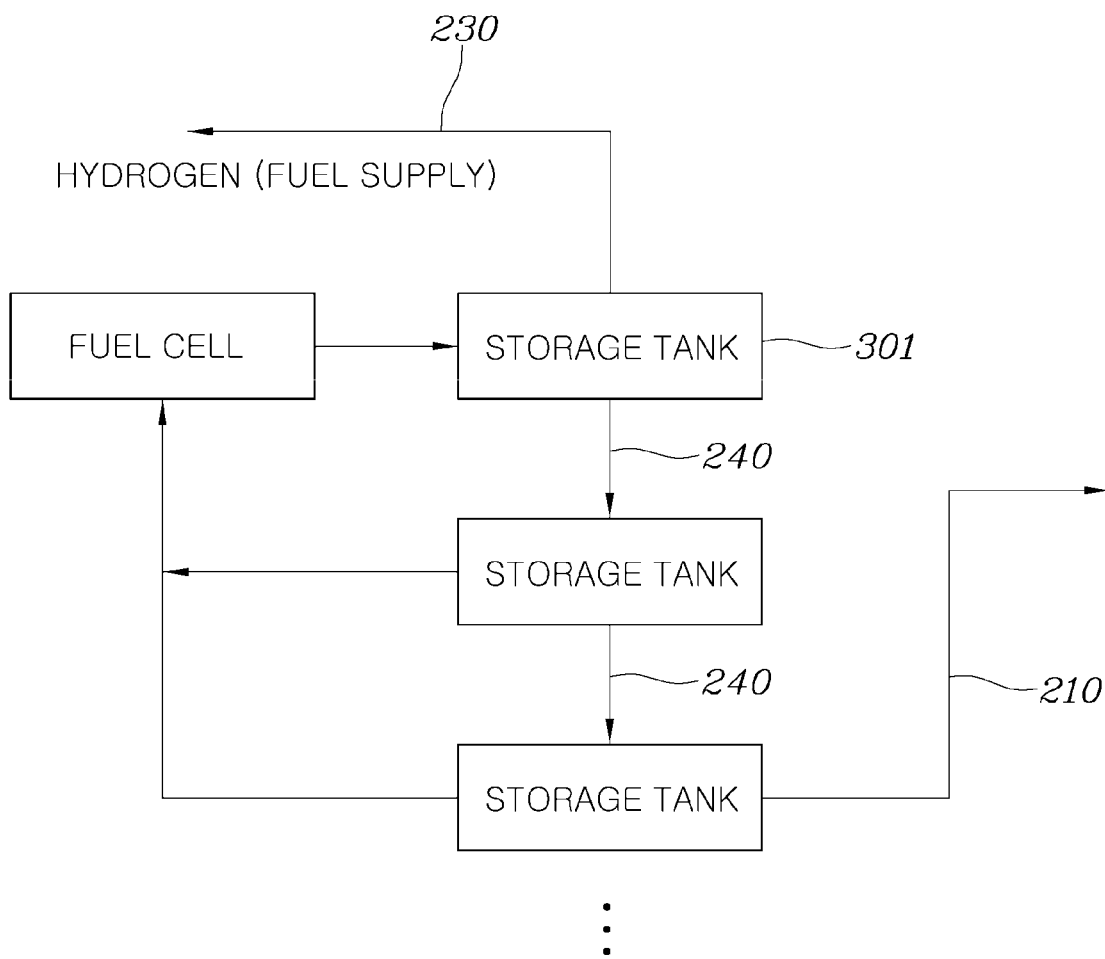 230
HYDROGEN (FUEL SUPPLY)
FUEL CELL
STORAGE TANK
301
240
STORAGE TANK
240
210
STORAGE TANK